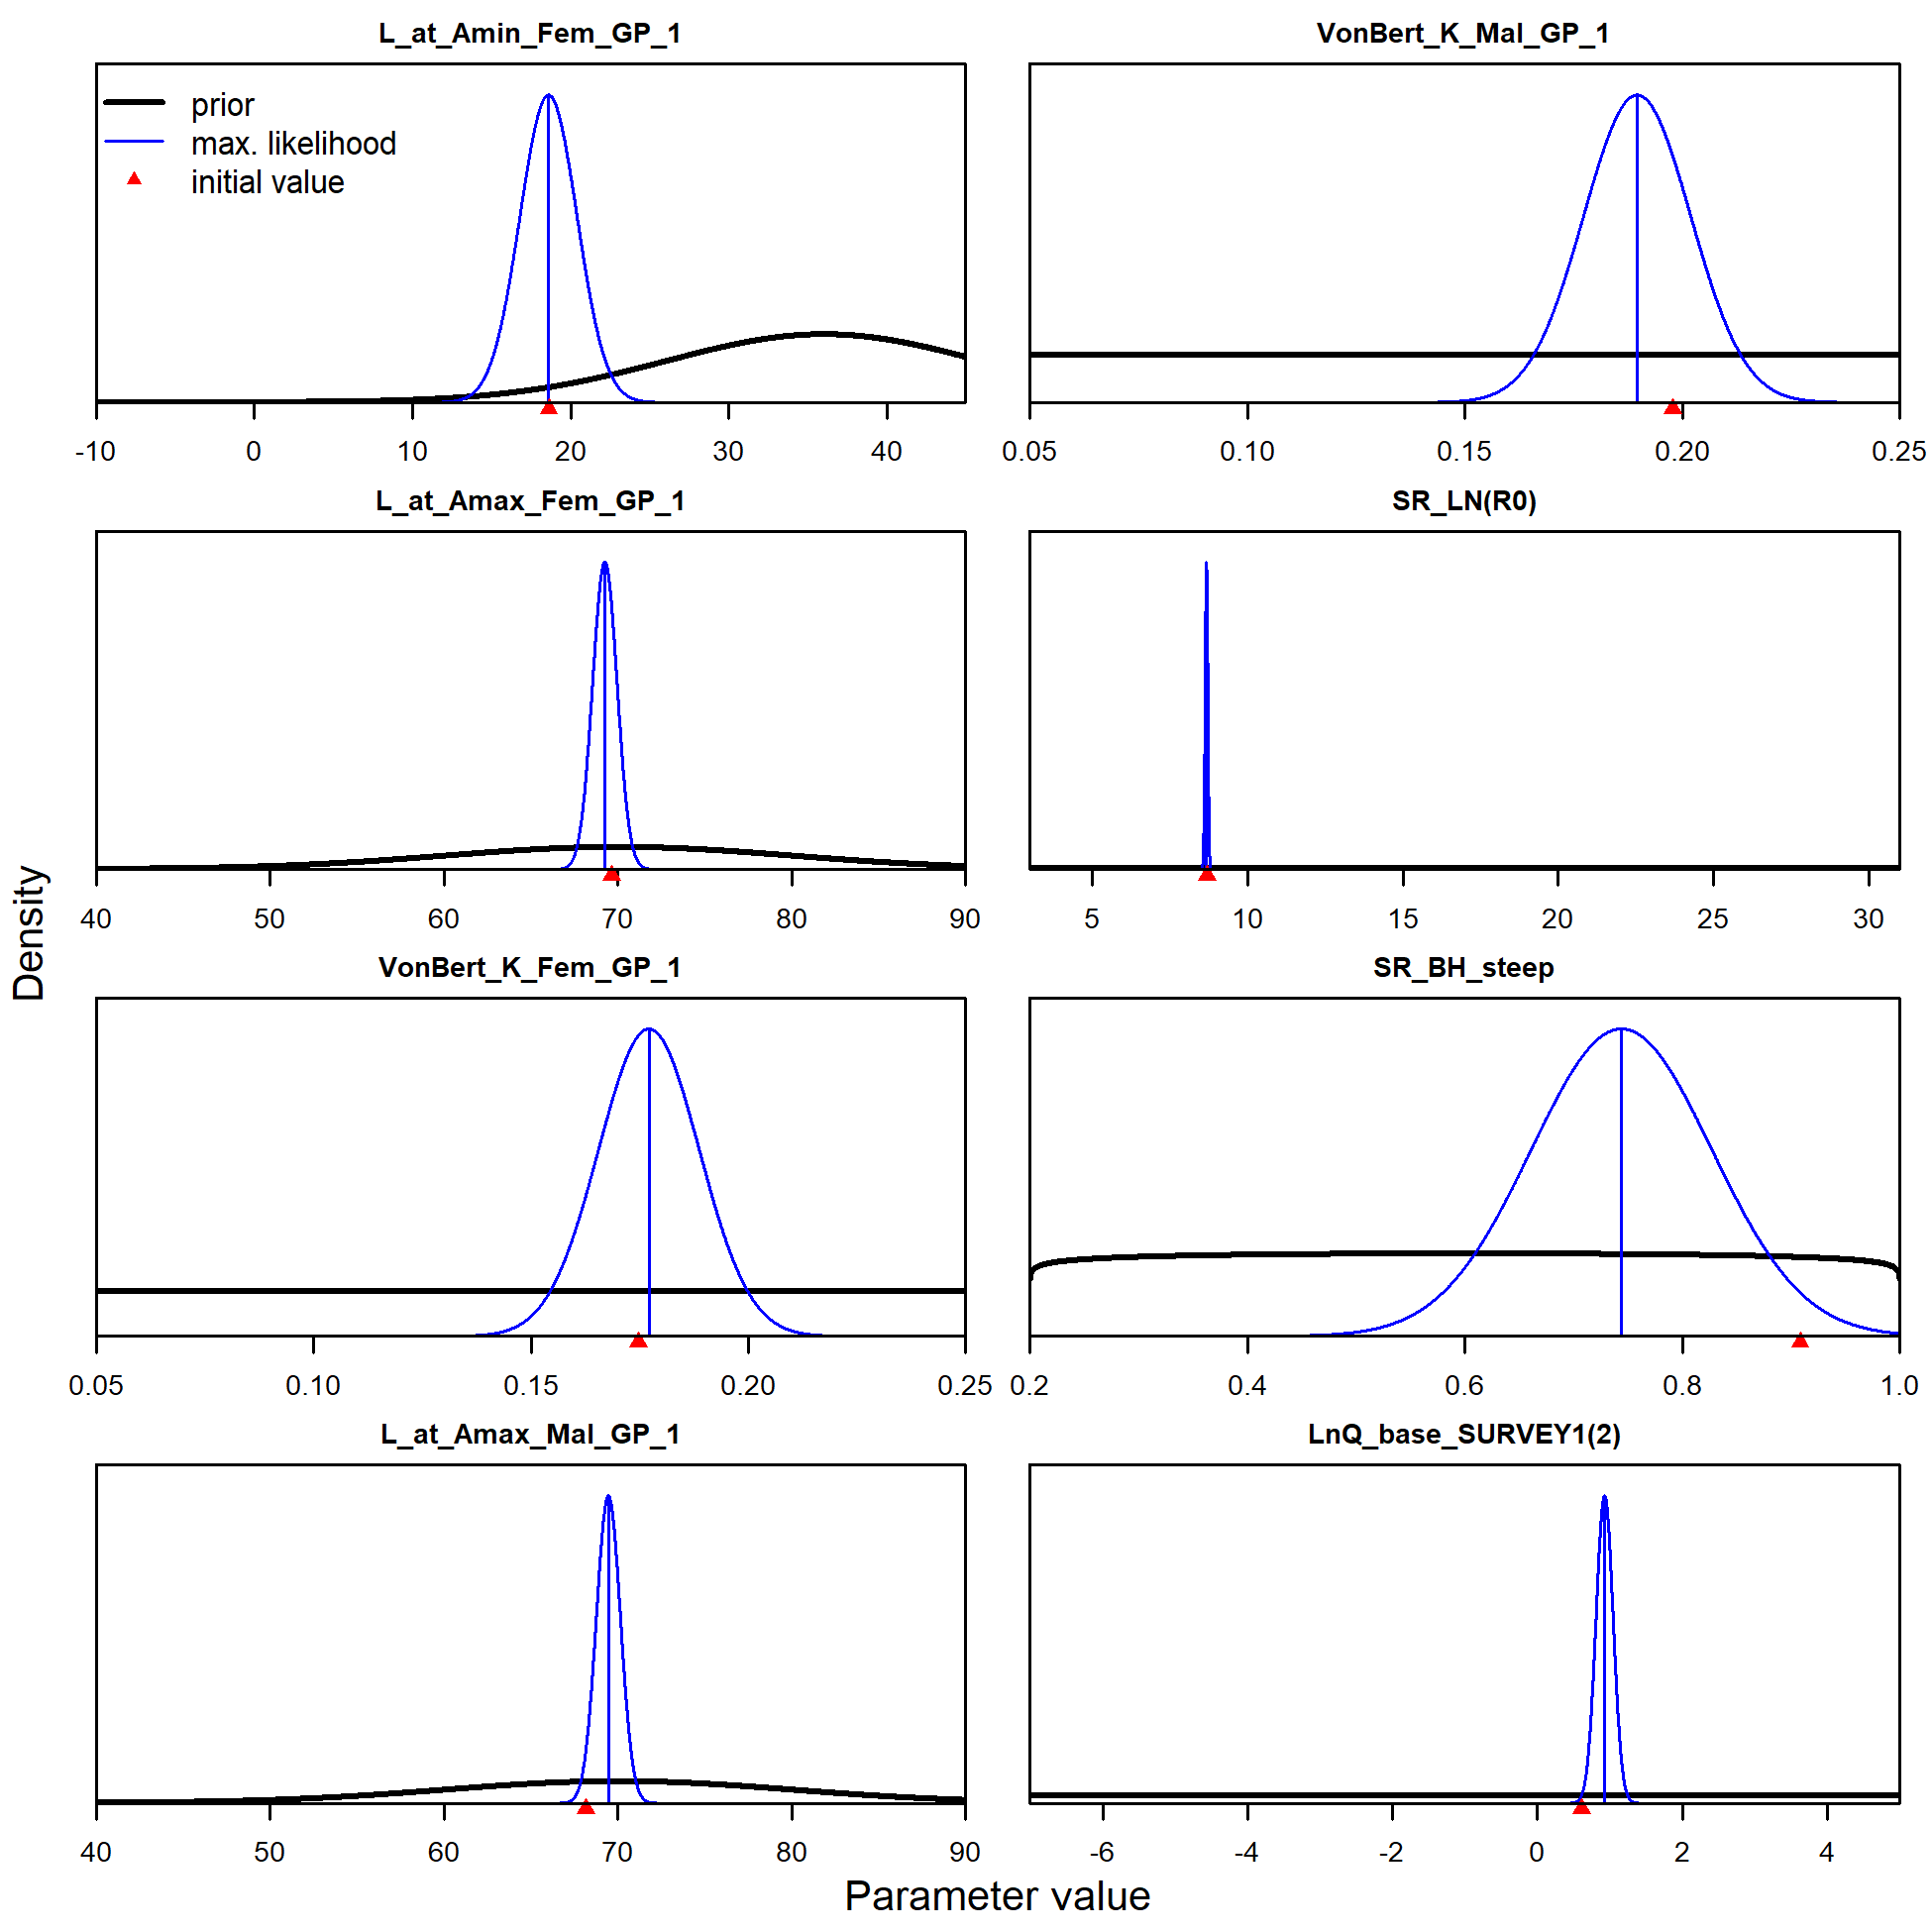 L_at_Amin_Fem_GP_1
prior
max. likelihood
initial value
-10 0 10 20 30 40
VonBert_K_Mal_GP_1
0.05 0.10 0.15 0.20 0.25
L_at_Amax_Fem_GP_1
40 50 60 70 80 90
SR_LN(R0)
5 10 15 20 25 30
VonBert_K_Fem_GP_1
0.05 0.10 0.15 0.20 0.25
SR_BH_steep
0.2 0.4 0.6 0.8 1.0
L_at_Amax_Mal_GP_1
40 50 60 70 80 90
LnQ_base_SURVEY1(2)
-6 -4 -2 0 2 4
Density
Parameter value